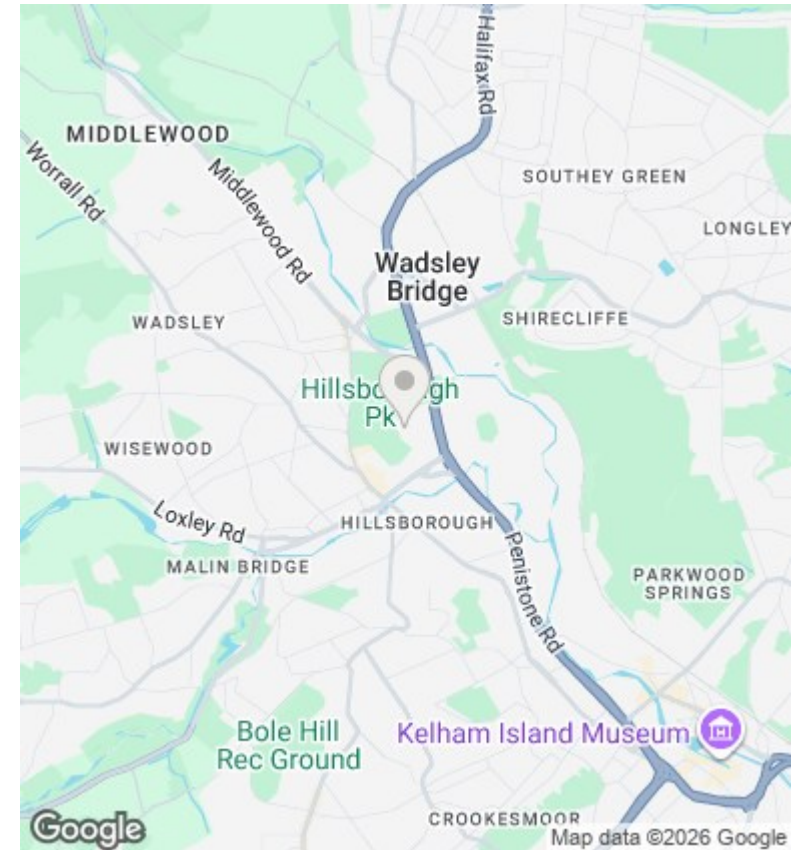 Halifax Rd
MIDDLEWOOD
Worrall Rd
Middlewood Rd
SOUTHEY GREEN
LONGLEY
Wadsley
Bridge
WADSLEY
SHIRECLIFFE
Hillsborough
Pk
WISEWOOD
Loxley Rd
HILLSBOROUGH
MALIN BRIDGE
Penistone Rd
PARKWOOD
SPRINGS
Bole Hill
Rec Ground
Kelham Island Museum
CROOKESMOOR
Google
Map data ©2026 Google